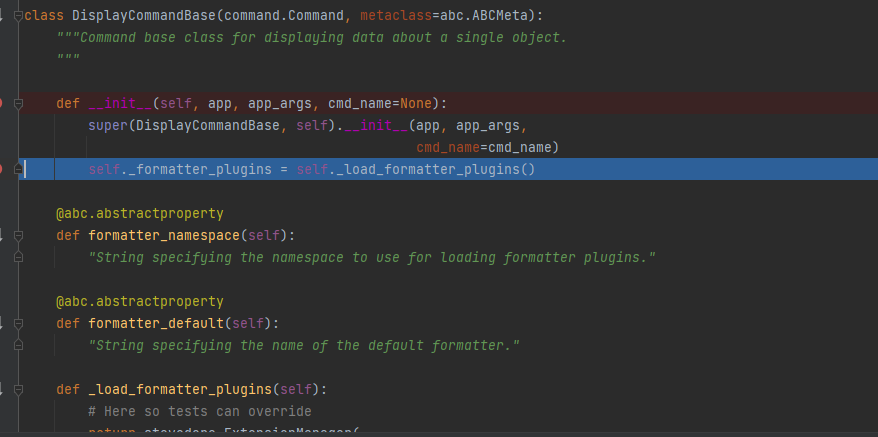 class DisplayCommandBase(command.Command, metaclass=abc.ABCMeta):
"""Command base class for displaying data about a single object.
"""
def __init__(self, app, app_args, cmd_name=None):
super(DisplayCommandBase, self).__init__(app, app_args,
cmd_name=cmd_name)
self._formatter_plugins = self._load_formatter_plugins()
@abc.abstractproperty
def formatter_namespace(self):
"String specifying the namespace to use for loading formatter plugins."
@abc.abstractproperty
def formatter_default(self):
"String specifying the name of the default formatter."
def _load_formatter_plugins(self):
# Here so tests can override
return stevedore.ExtensionManager(